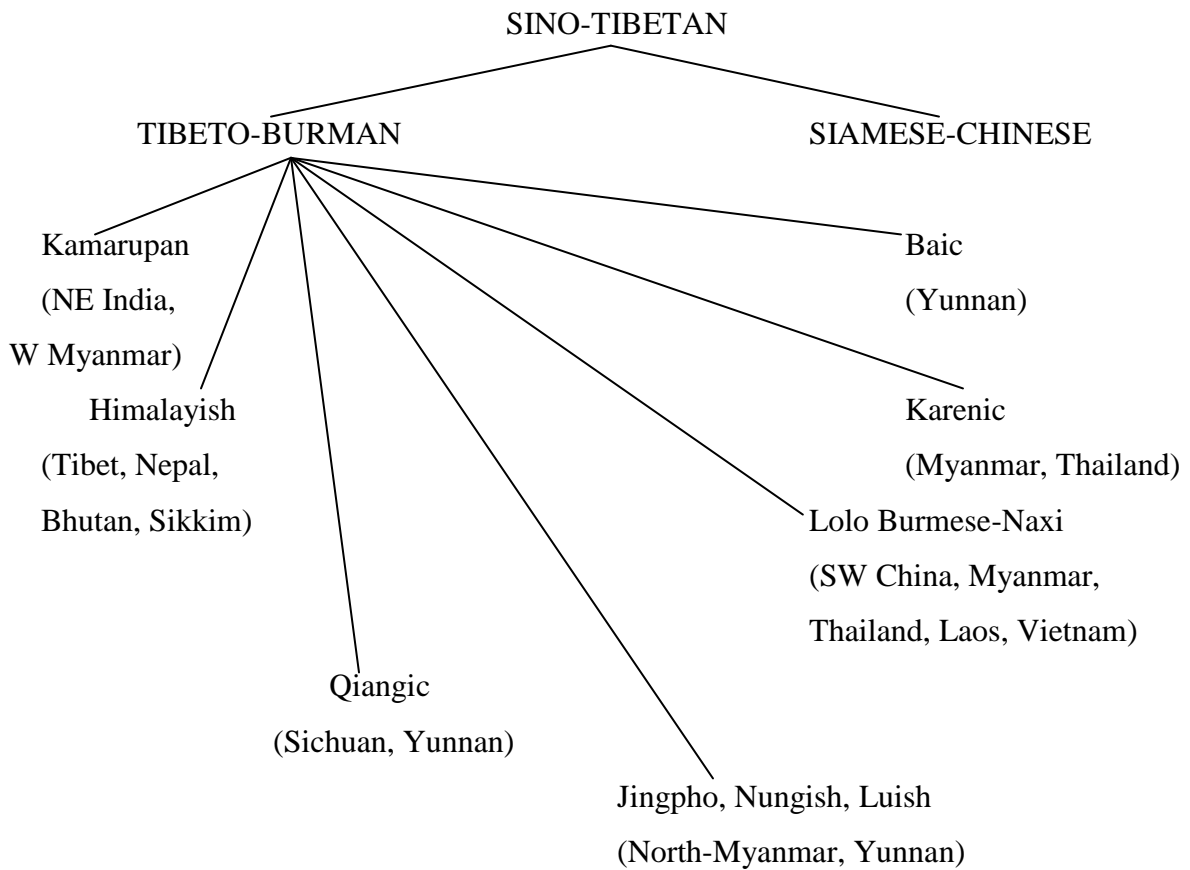 SINO-TIBETAN
TIBETO-BURMAN
SIAMESE-CHINESE
Kamarupan
(NE India,
W Myanmar)
Baic
(Yunnan)
Himalayish
(Tibet, Nepal,
Bhutan, Sikkim)
Karenic
(Myanmar, Thailand)
Lolo Burmese-Naxi
(SW China, Myanmar,
Thailand, Laos, Vietnam)
Qiangic
(Sichuan, Yunnan)
Jingpho, Nungish, Luish
(North-Myanmar, Yunnan)